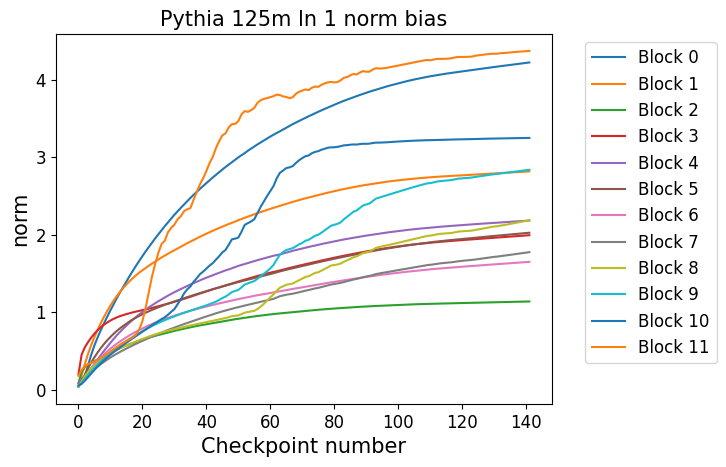 Pythia 125m ln 1 norm bias
norm
4
3
2
1
0
0 20 40 60 80 100 120 140
Checkpoint number
Block 0
Block 1
Block 2
Block 3
Block 4
Block 5
Block 6
Block 7
Block 8
Block 9
Block 10
Block 11